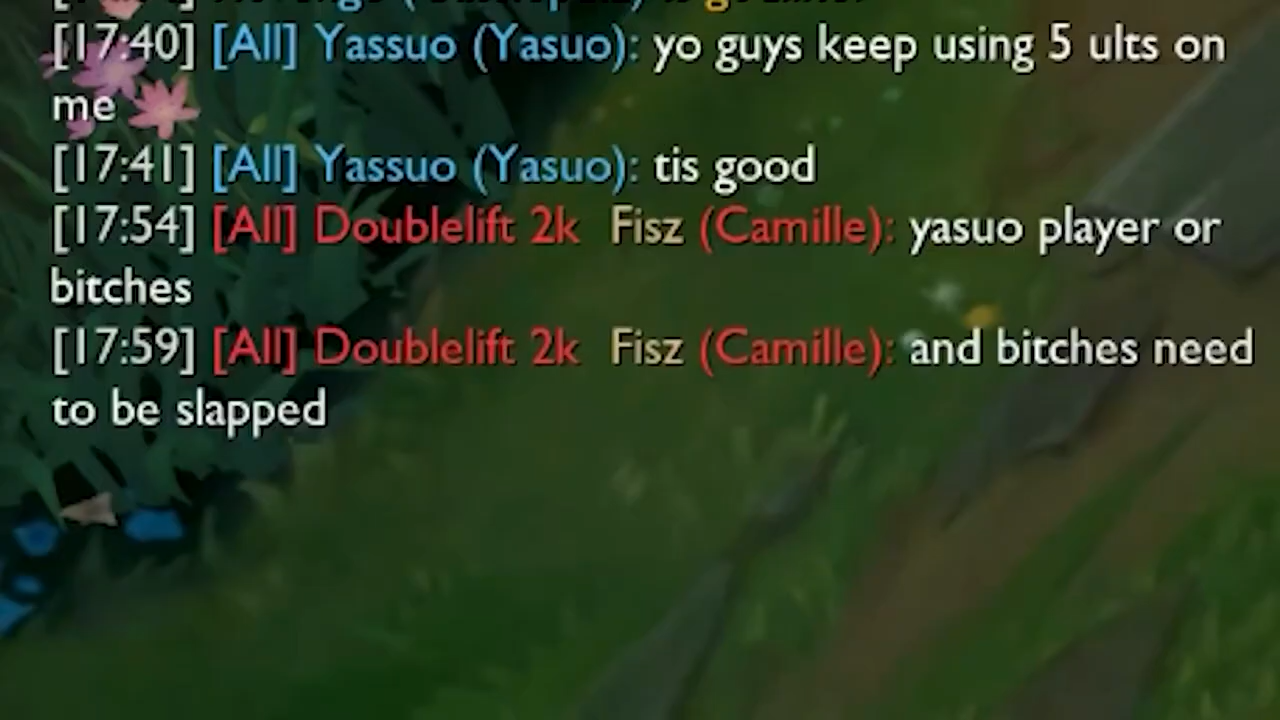 [17:40] [All] Yassuo (Yasuo): yo guys keep using 5 ults on
me
[17:41] [All] Yassuo (Yasuo): tis good
[17:54] [All] Doublelift 2k Fisz (Camille): yasuo player or
bitches
[17:59] [All] Doublelift 2k Fisz (Camille): and bitches need
to be slapped